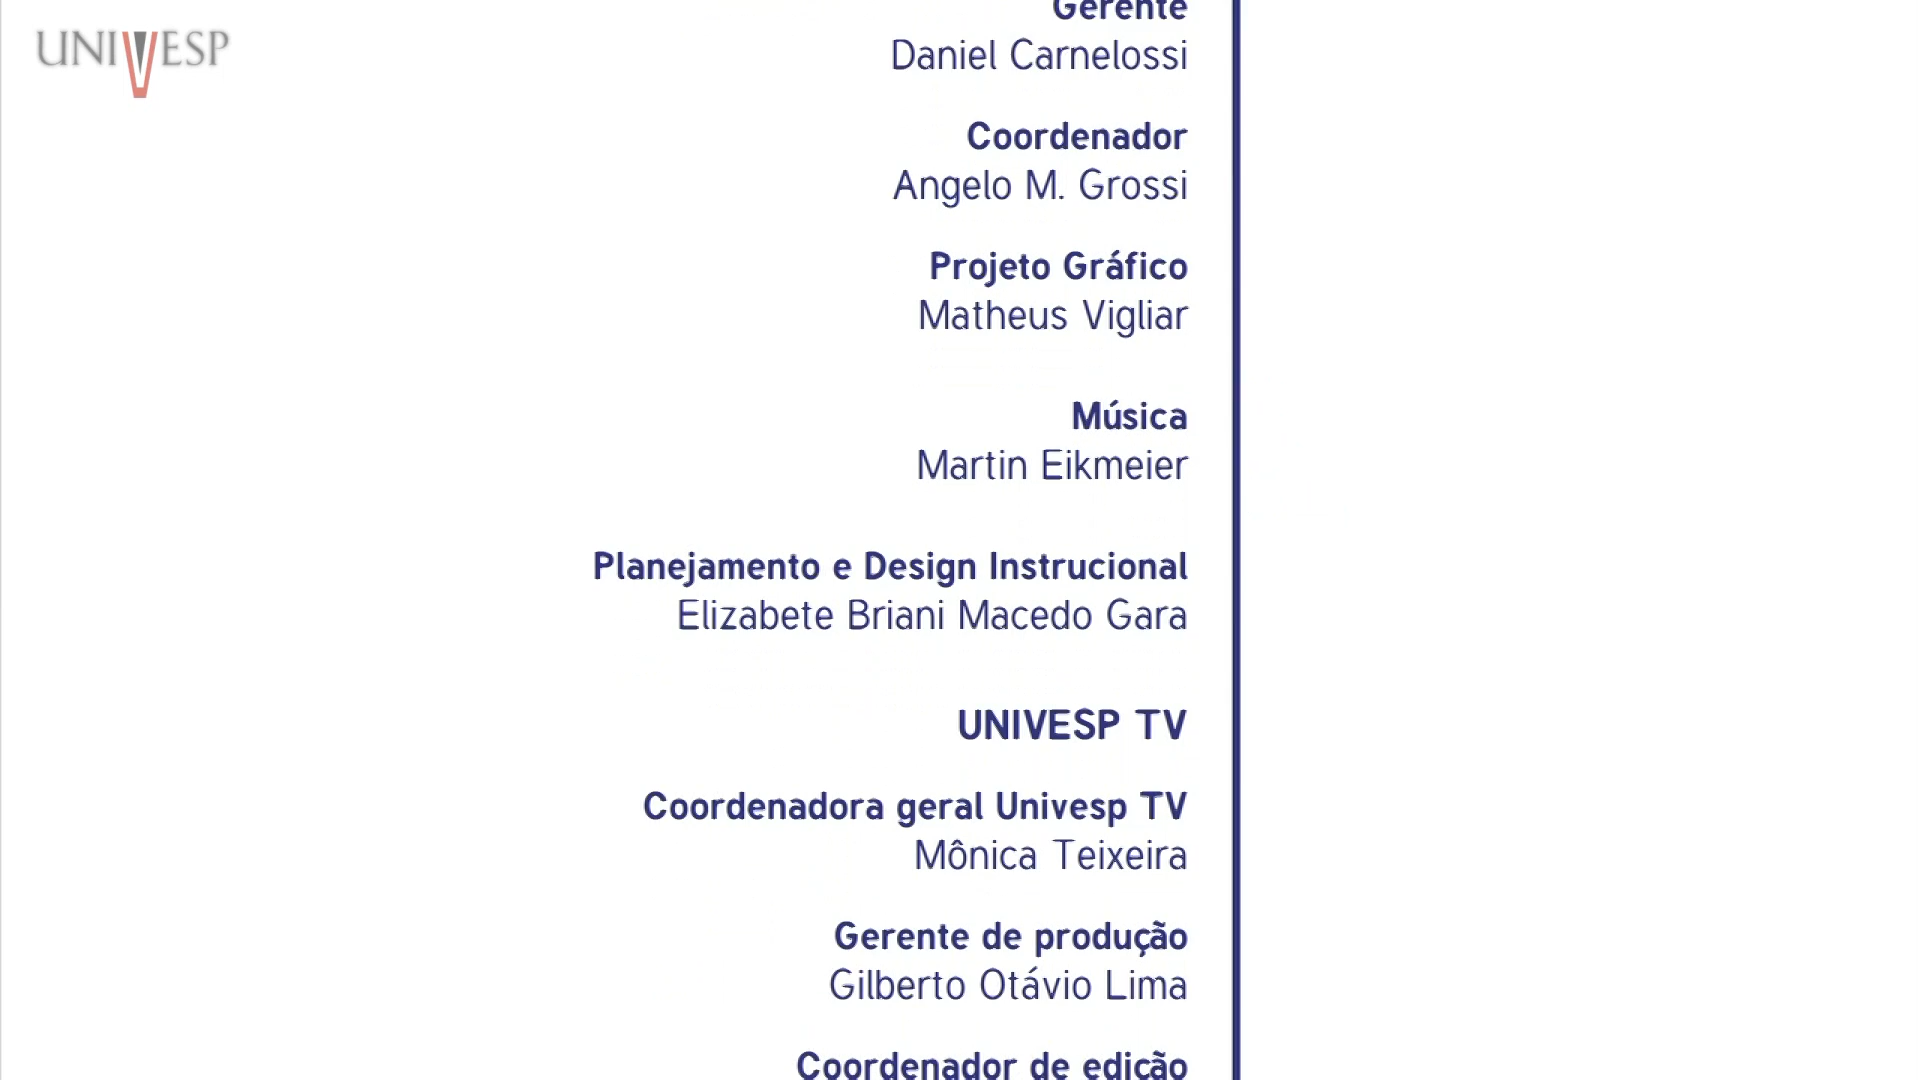 UNIVESP
Gerente
Daniel Carnelossi
Coordenador
Angelo M. Grossi
Projeto Gráfico
Matheus Vigliar
Música
Martin Eikmeier
Planejamento e Design Instrucional
Elizabete Briani Macedo Gara
UNIVESP TV
Coordenadora geral Univesp TV
Mônica Teixeira
Gerente de produção
Gilberto Otávio Lima
Coordenador de edição